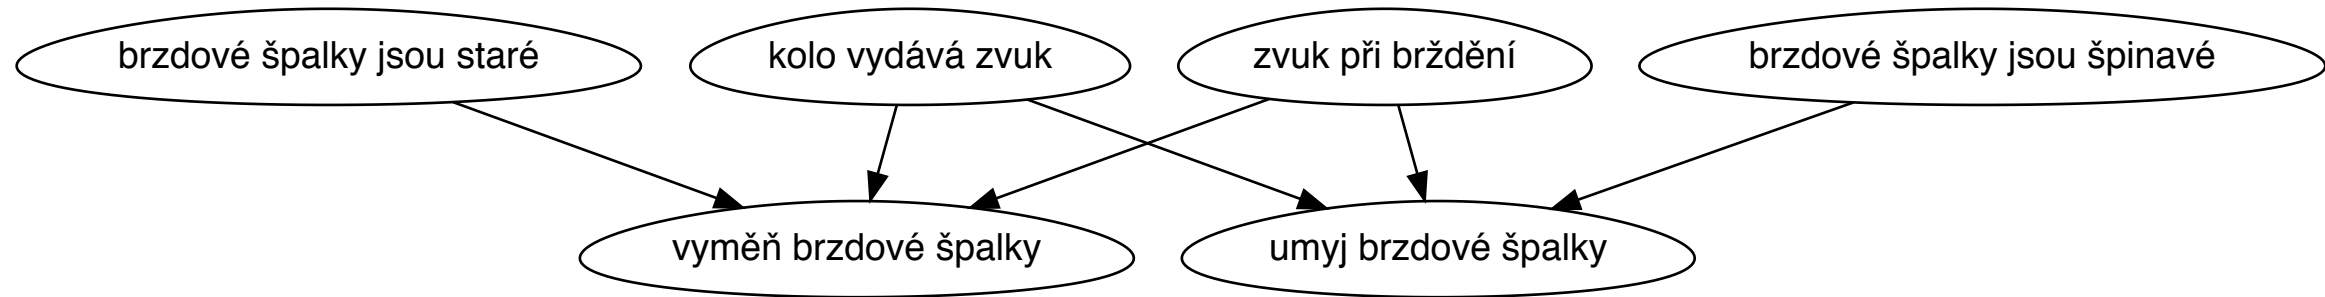 brzdové špalky jsou staré
kolo vydává zvuk
zvuk při brždění
brzdové špalky jsou špinavé
vyměň brzdové špalky
umyj brzdové špalky